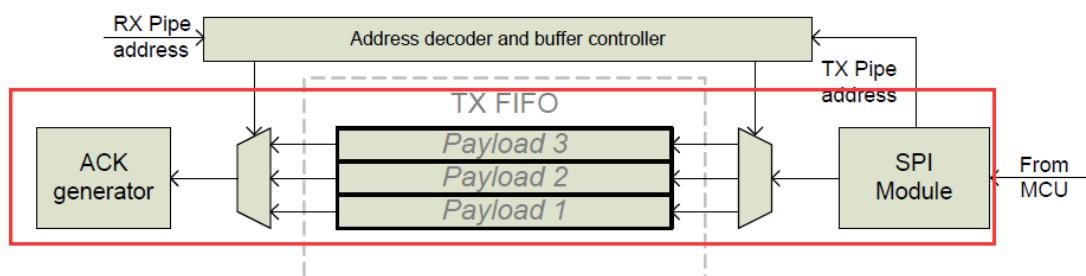 RX Pipe
address
Address decoder and buffer controller
TX Pipe
address
TX FIFO
ACK
generator
Payload 3
Payload 2
Payload 1
SPI
Module
From
MCU